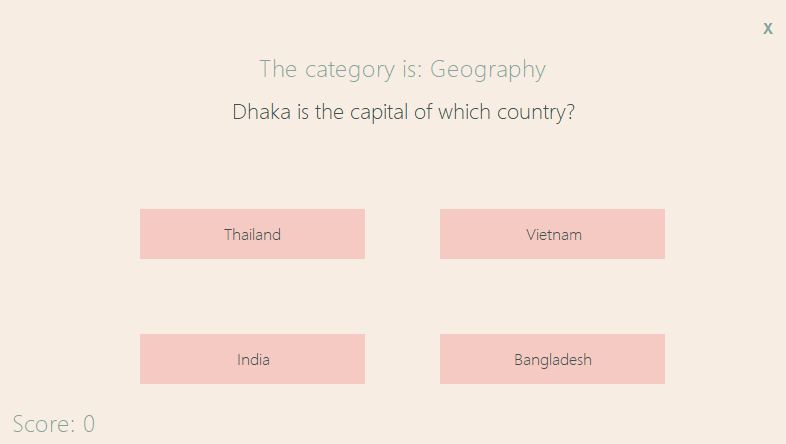 X
The category is: Geography
Dhaka is the capital of which country?
Thailand
Vietnam
India
Bangladesh
Score: 0